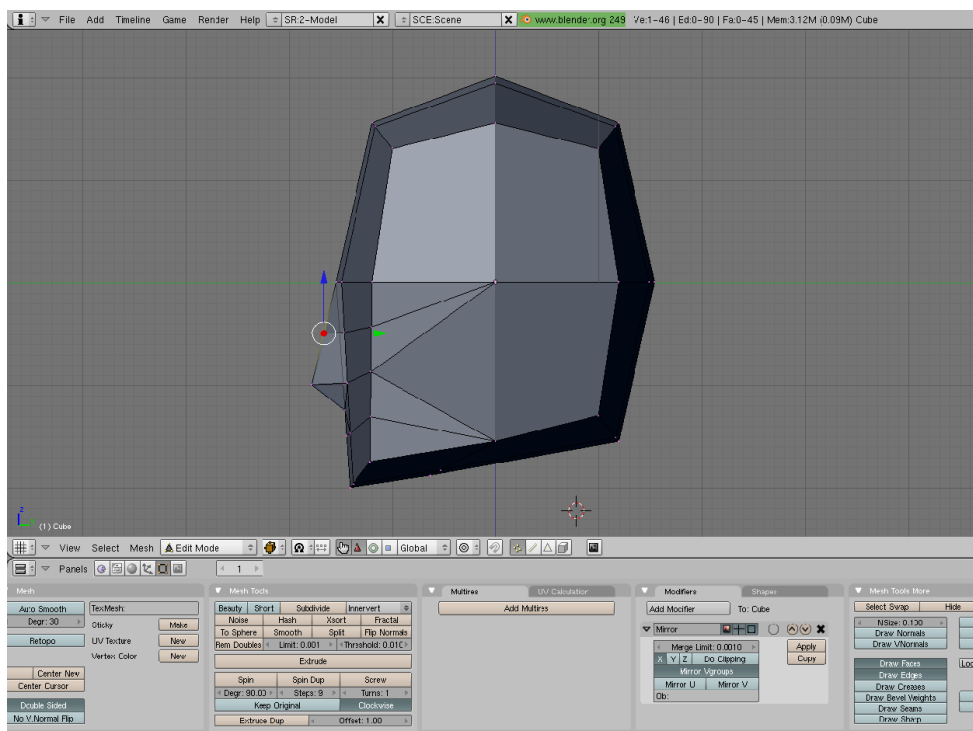 File Add Timeline Game Render Help SR:2-Model SCE:Scene www.blender.org 249 Ve:1-46 | Ed:0-90 | Fa:0-45 | Mem:3.12M (0.09M) Cube
z
(1) Cube
View Select Mesh Edit Mode Global
Panels 1
Mesh
Auto Smooth
Degr: 30
Retopo
Center New
Center Cursor
Double Sided
No V.Normal Flip
TexMesh:
Sticky Make
UV Texture New
Vertex Color New
Mesh Tools
Beauty Short Subdivide Innervert
Noise Hash Xsort Fractal
To Sphere Smooth Split Flip Normals
Rem Doubles Limit: 0.001 Threshold: 0.010
Extrude
Spin Spin Dup Screw
Degr: 90.00 Steps: 9 Turns: 1
Keep Original Clockwise
Extruce Dup Offset: 1.00
Multires UV Calculation
Add Multires
Modifiers Shapes
Add Modifier To: Cube
Mirror
Merge Limit: 0.0010 Apply
X Y Z Do Clipping Copy
Mirror Vgroups
Mirror U Mirror V
Ob:
Mesh Tools More
Select Swap Hide
NSize: 0.100
Draw Normals
Draw VNormals
Draw Faces
Draw Edges
Draw Creases
Draw Bevel Weights
Draw Seams
Draw Sharp